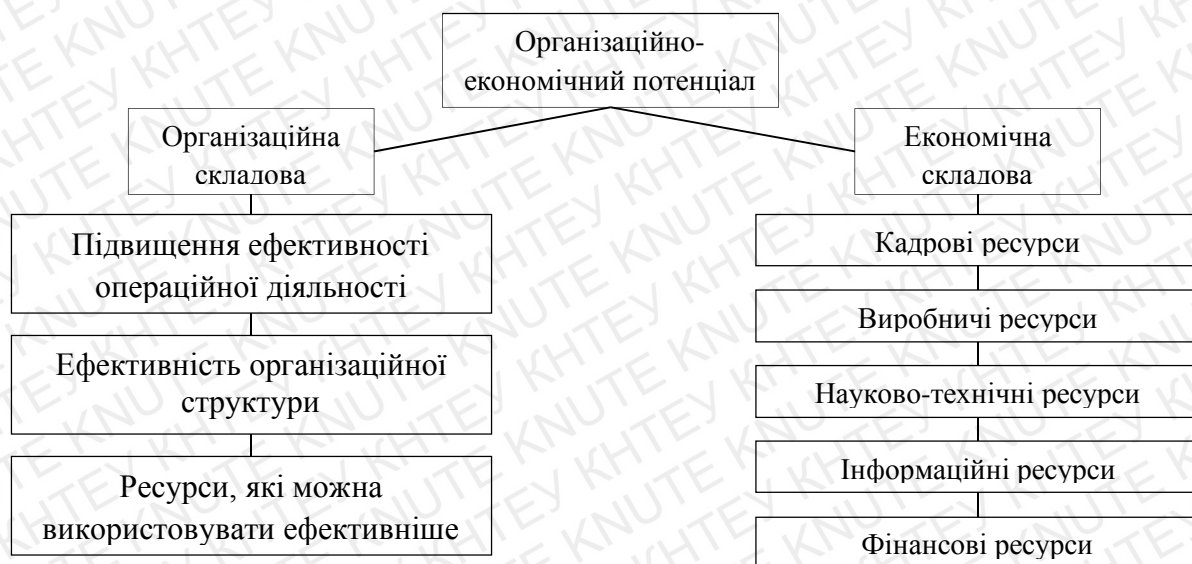 Організаційно-
економічний потенціал
Організаційна
складова
Підвищення ефективності
операційної діяльності
Ефективність організаційної
структури
Ресурси, які можна
використовувати ефективніше
Економічна
складова
Кадрові ресурси
Виробничі ресурси
Науково-технічні ресурси
Інформаційні ресурси
Фінансові ресурси